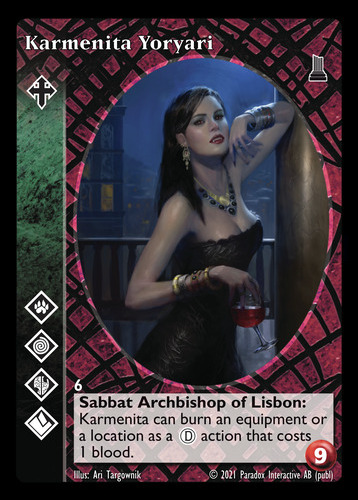 Karmenita Yoryari
6
Sabbat Archbishop of Lisbon:
Karmenita can burn an equipment or
a location as a Ⓓ action that costs
1 blood.
9
Illus: Ari Targownik © 2021 Paradox Interactive AB (publ)